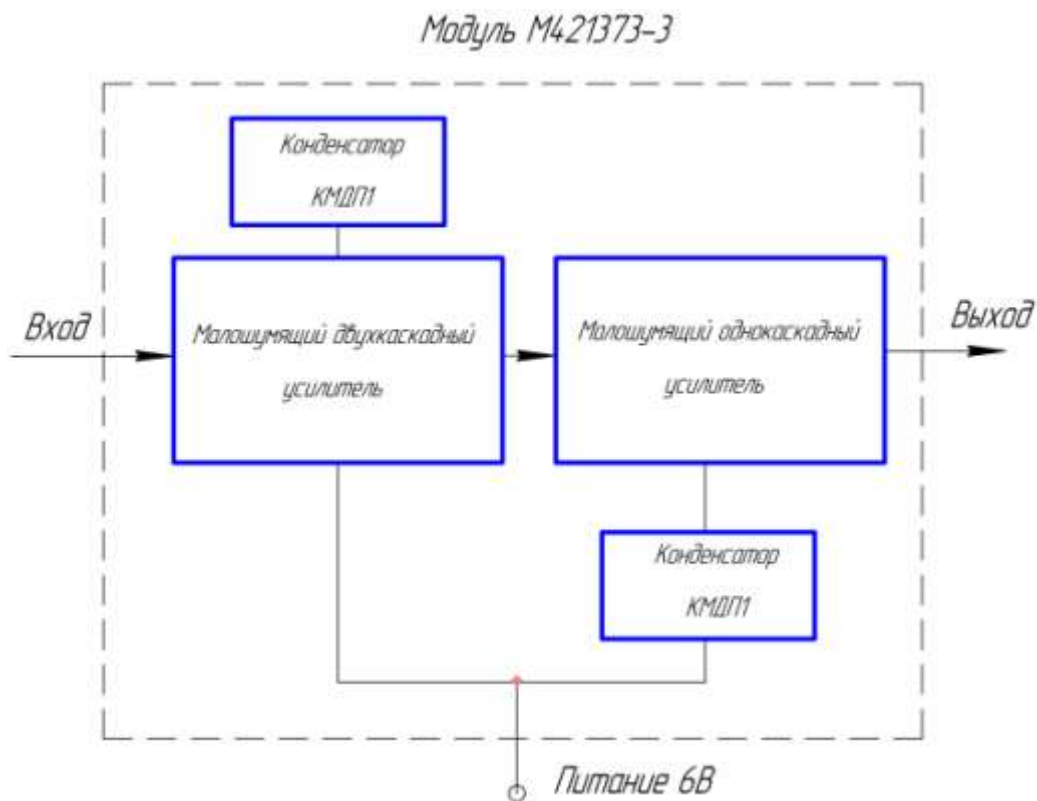 Модуль М421373-3
Конденсатор
КМДП1
Вход
Малошумящий двухкаскадный
усилитель
Малошумящий однокаскадный
усилитель
Выход
Конденсатор
КМДП1
Питание 6В